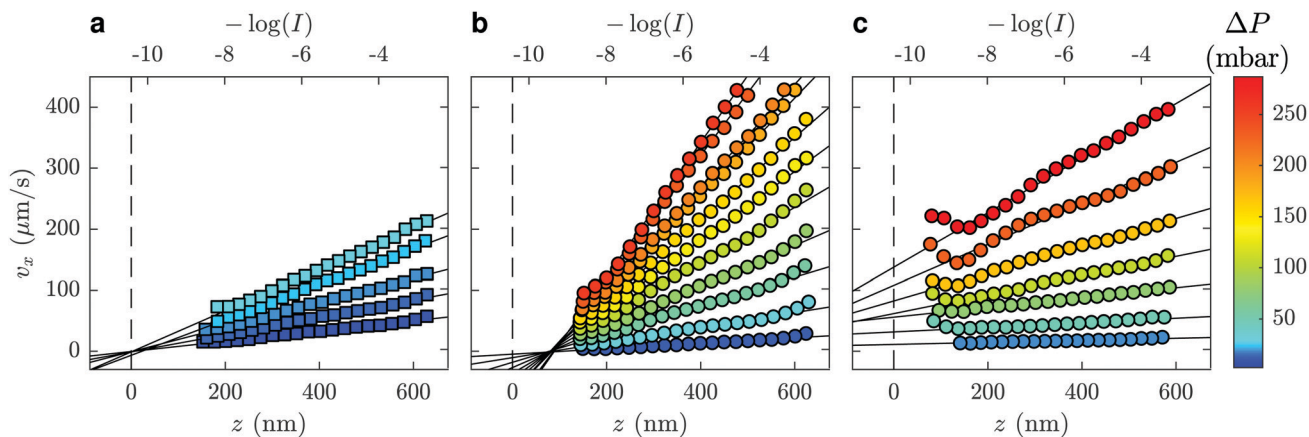 a − log(I) b − log(I) c − log(I) ΔP
-10 -8 -6 -4 -10 -8 -6 -4 -10 -8 -6 -4 (mbar)
400
300
200
100
0
v_x (μm/s)
250
200
150
100
50
0 200 400 600 0 200 400 600 0 200 400 600
z (nm) z (nm) z (nm)